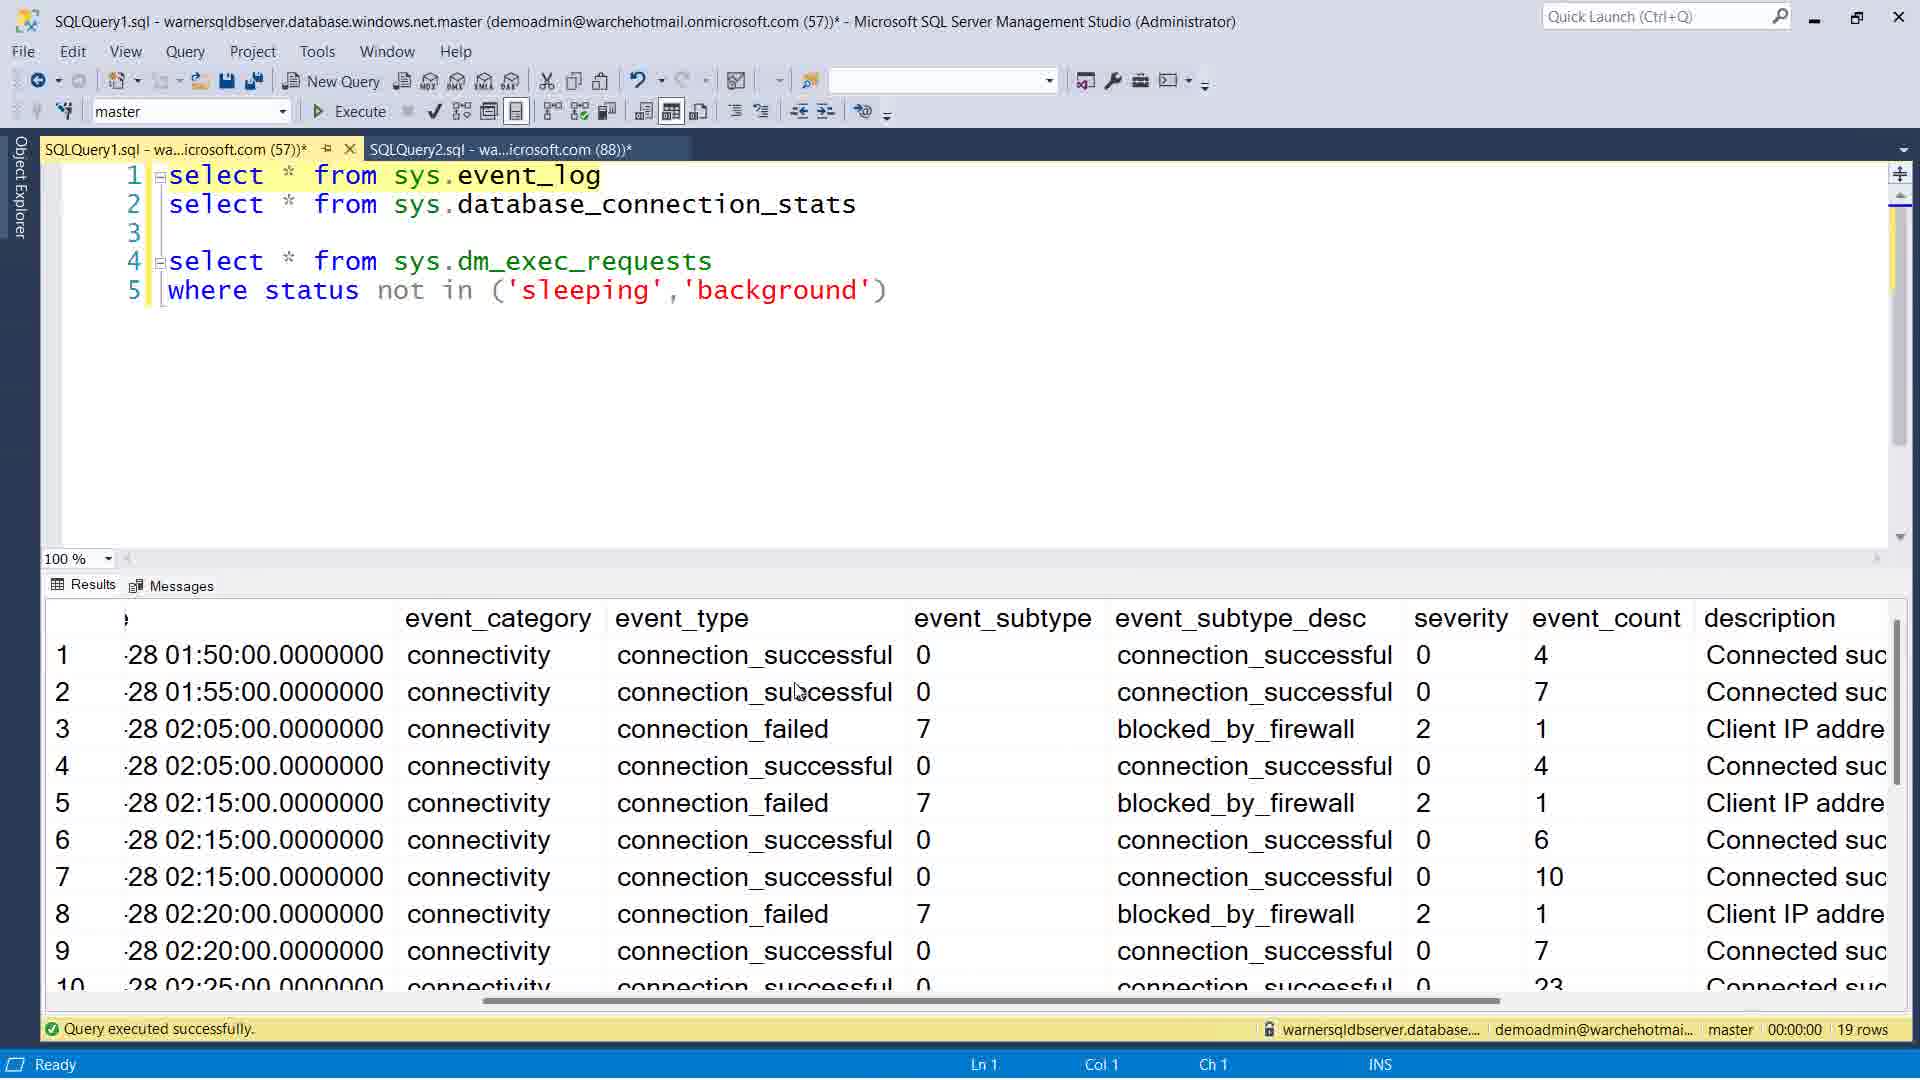 SQLQuery1.sql - warnersqldbserver.database.windows.net.master (demoadmin@warchehotmail.onmicrosoft.com (57))* - Microsoft SQL Server Management Studio (Administrator)
Quick Launch (Ctrl+Q)
File Edit View Query Project Tools Window Help
New Query
master Execute
Object Explorer
SQLQuery1.sql - wa...icrosoft.com (57))* SQLQuery2.sql - wa...icrosoft.com (88))*
1 select * from sys.event_log
2 select * from sys.database_connection_stats
3
4 select * from sys.dm_exec_requests
5 where status not in ('sleeping','background')
100 %
Results Messages
event_category event_type event_subtype event_subtype_desc severity event_count description
1 -28 01:50:00.0000000 connectivity connection_successful 0 connection_successful 0 4 Connected suc
2 -28 01:55:00.0000000 connectivity connection_successful 0 connection_successful 0 7 Connected suc
3 -28 02:05:00.0000000 connectivity connection_failed 7 blocked_by_firewall 2 1 Client IP addre
4 -28 02:05:00.0000000 connectivity connection_successful 0 connection_successful 0 4 Connected suc
5 -28 02:15:00.0000000 connectivity connection_failed 7 blocked_by_firewall 2 1 Client IP addre
6 -28 02:15:00.0000000 connectivity connection_successful 0 connection_successful 0 6 Connected suc
7 -28 02:15:00.0000000 connectivity connection_successful 0 connection_successful 0 10 Connected suc
8 -28 02:20:00.0000000 connectivity connection_failed 7 blocked_by_firewall 2 1 Client IP addre
9 -28 02:20:00.0000000 connectivity connection_successful 0 connection_successful 0 7 Connected suc
10 -28 02:25:00.0000000 connectivity connection_successful 0 connection_successful 0 23 Connected suc
Query executed successfully. warnersqldbserver.database.... demoadmin@warchehotmai... master 00:00:00 19 rows
Ready Ln 1 Col 1 Ch 1 INS